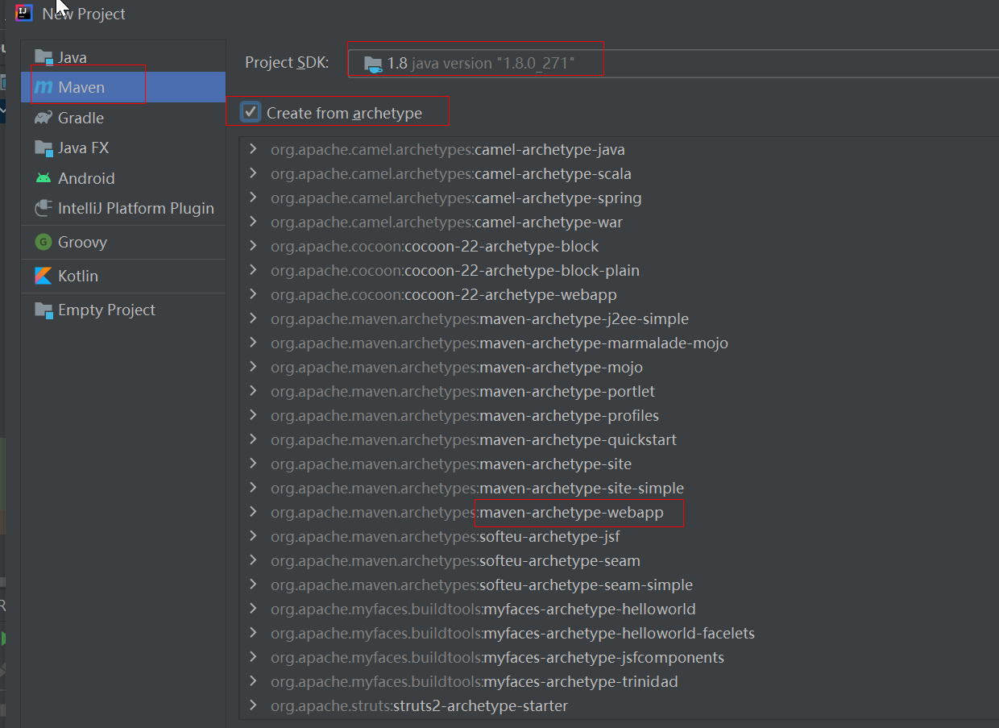 New Project
Java
Maven
Gradle
Java FX
Android
IntelliJ Platform Plugin
Groovy
Kotlin
Empty Project
Project SDK:
1.8 java version "1.8.0_271"
Create from archetype
org.apache.camel.archetypes:camel-archetype-java
org.apache.camel.archetypes:camel-archetype-scala
org.apache.camel.archetypes:camel-archetype-spring
org.apache.camel.archetypes:camel-archetype-war
org.apache.cocoon:cocoon-22-archetype-block
org.apache.cocoon:cocoon-22-archetype-block-plain
org.apache.cocoon:cocoon-22-archetype-webapp
org.apache.maven.archetypes:maven-archetype-j2ee-simple
org.apache.maven.archetypes:maven-archetype-marmalade-mojo
org.apache.maven.archetypes:maven-archetype-mojo
org.apache.maven.archetypes:maven-archetype-portlet
org.apache.maven.archetypes:maven-archetype-profiles
org.apache.maven.archetypes:maven-archetype-quickstart
org.apache.maven.archetypes:maven-archetype-site
org.apache.maven.archetypes:maven-archetype-site-simple
org.apache.maven.archetypes:maven-archetype-webapp
org.apache.maven.archetypes:softeu-archetype-jsf
org.apache.maven.archetypes:softeu-archetype-seam
org.apache.maven.archetypes:softeu-archetype-seam-simple
org.apache.myfaces.buildtools:myfaces-archetype-helloworld
org.apache.myfaces.buildtools:myfaces-archetype-helloworld-facelets
org.apache.myfaces.buildtools:myfaces-archetype-jsfcomponents
org.apache.myfaces.buildtools:myfaces-archetype-trinidad
org.apache.struts:struts2-archetype-starter